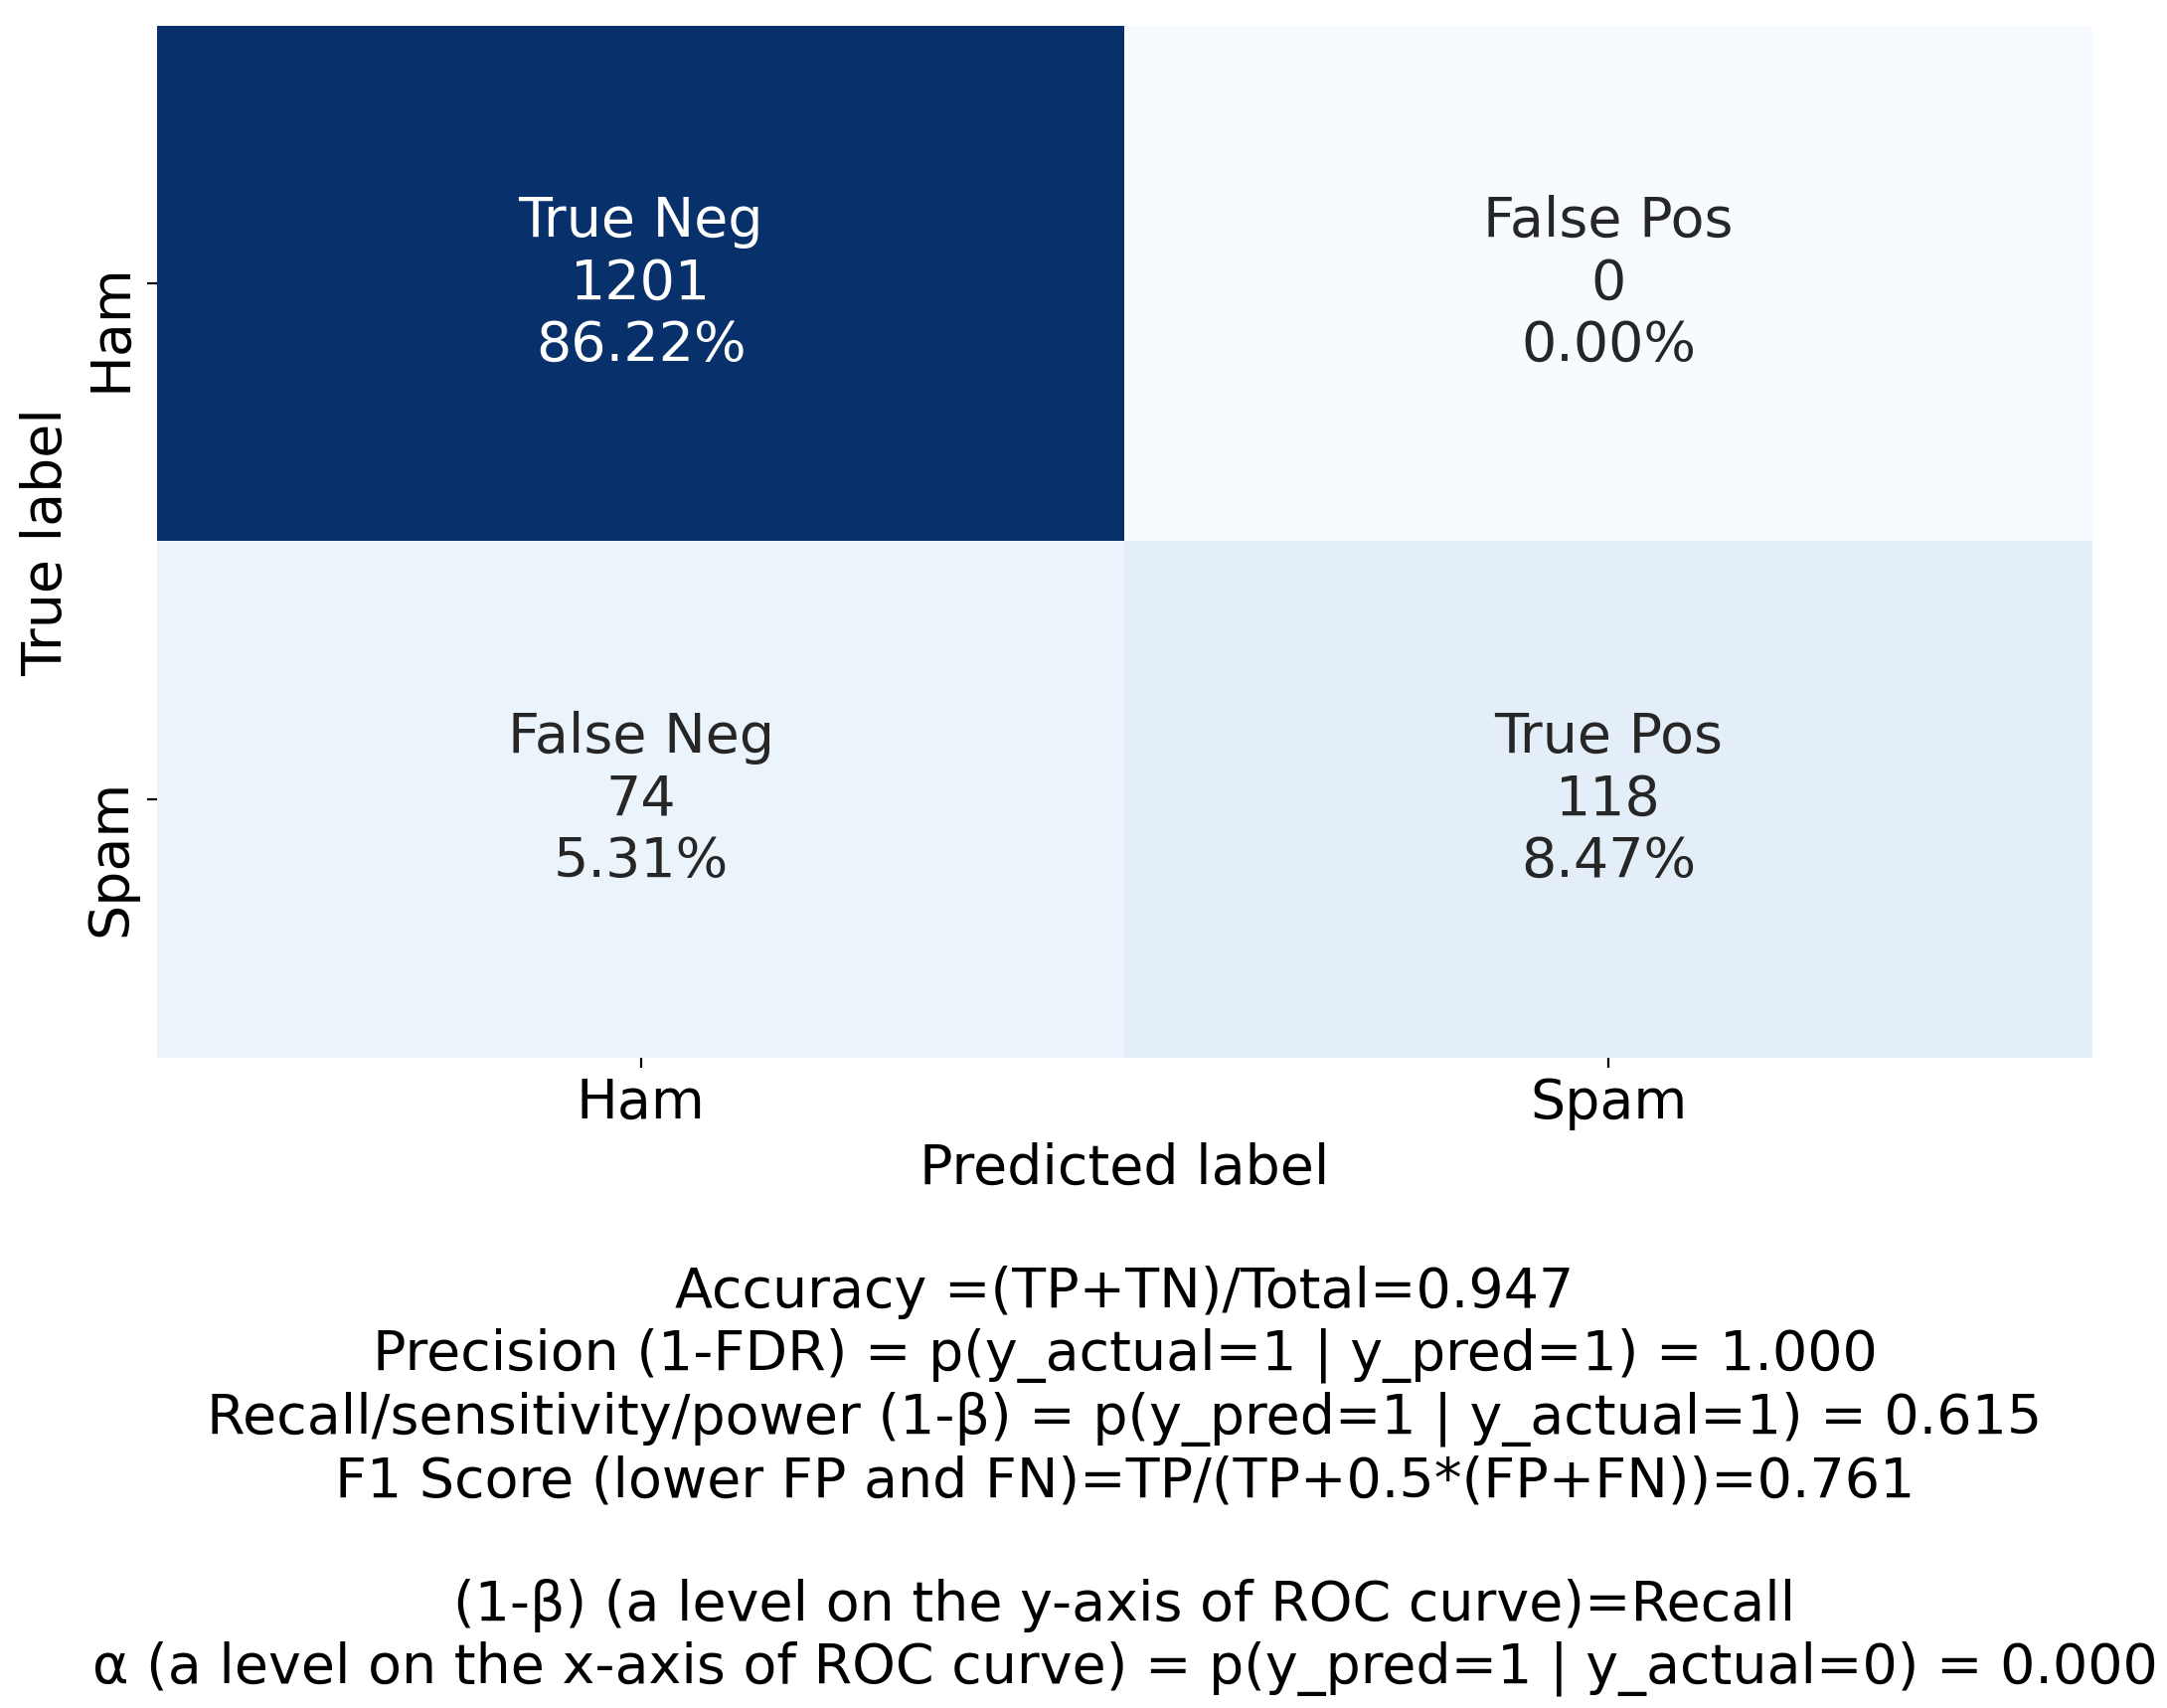 True label
Ham
True Neg
1201
86.22%
False Pos
0
0.00%
Spam
False Neg
74
5.31%
True Pos
118
8.47%
Ham
Spam
Predicted label
Accuracy =(TP+TN)/Total=0.947
Precision (1-FDR) = p(y_actual=1 | y_pred=1) = 1.000
Recall/sensitivity/power (1-β) = p(y_pred=1 | y_actual=1) = 0.615
F1 Score (lower FP and FN)=TP/(TP+0.5*(FP+FN))=0.761
(1-β) (a level on the y-axis of ROC curve)=Recall
α (a level on the x-axis of ROC curve) = p(y_pred=1 | y_actual=0) = 0.000